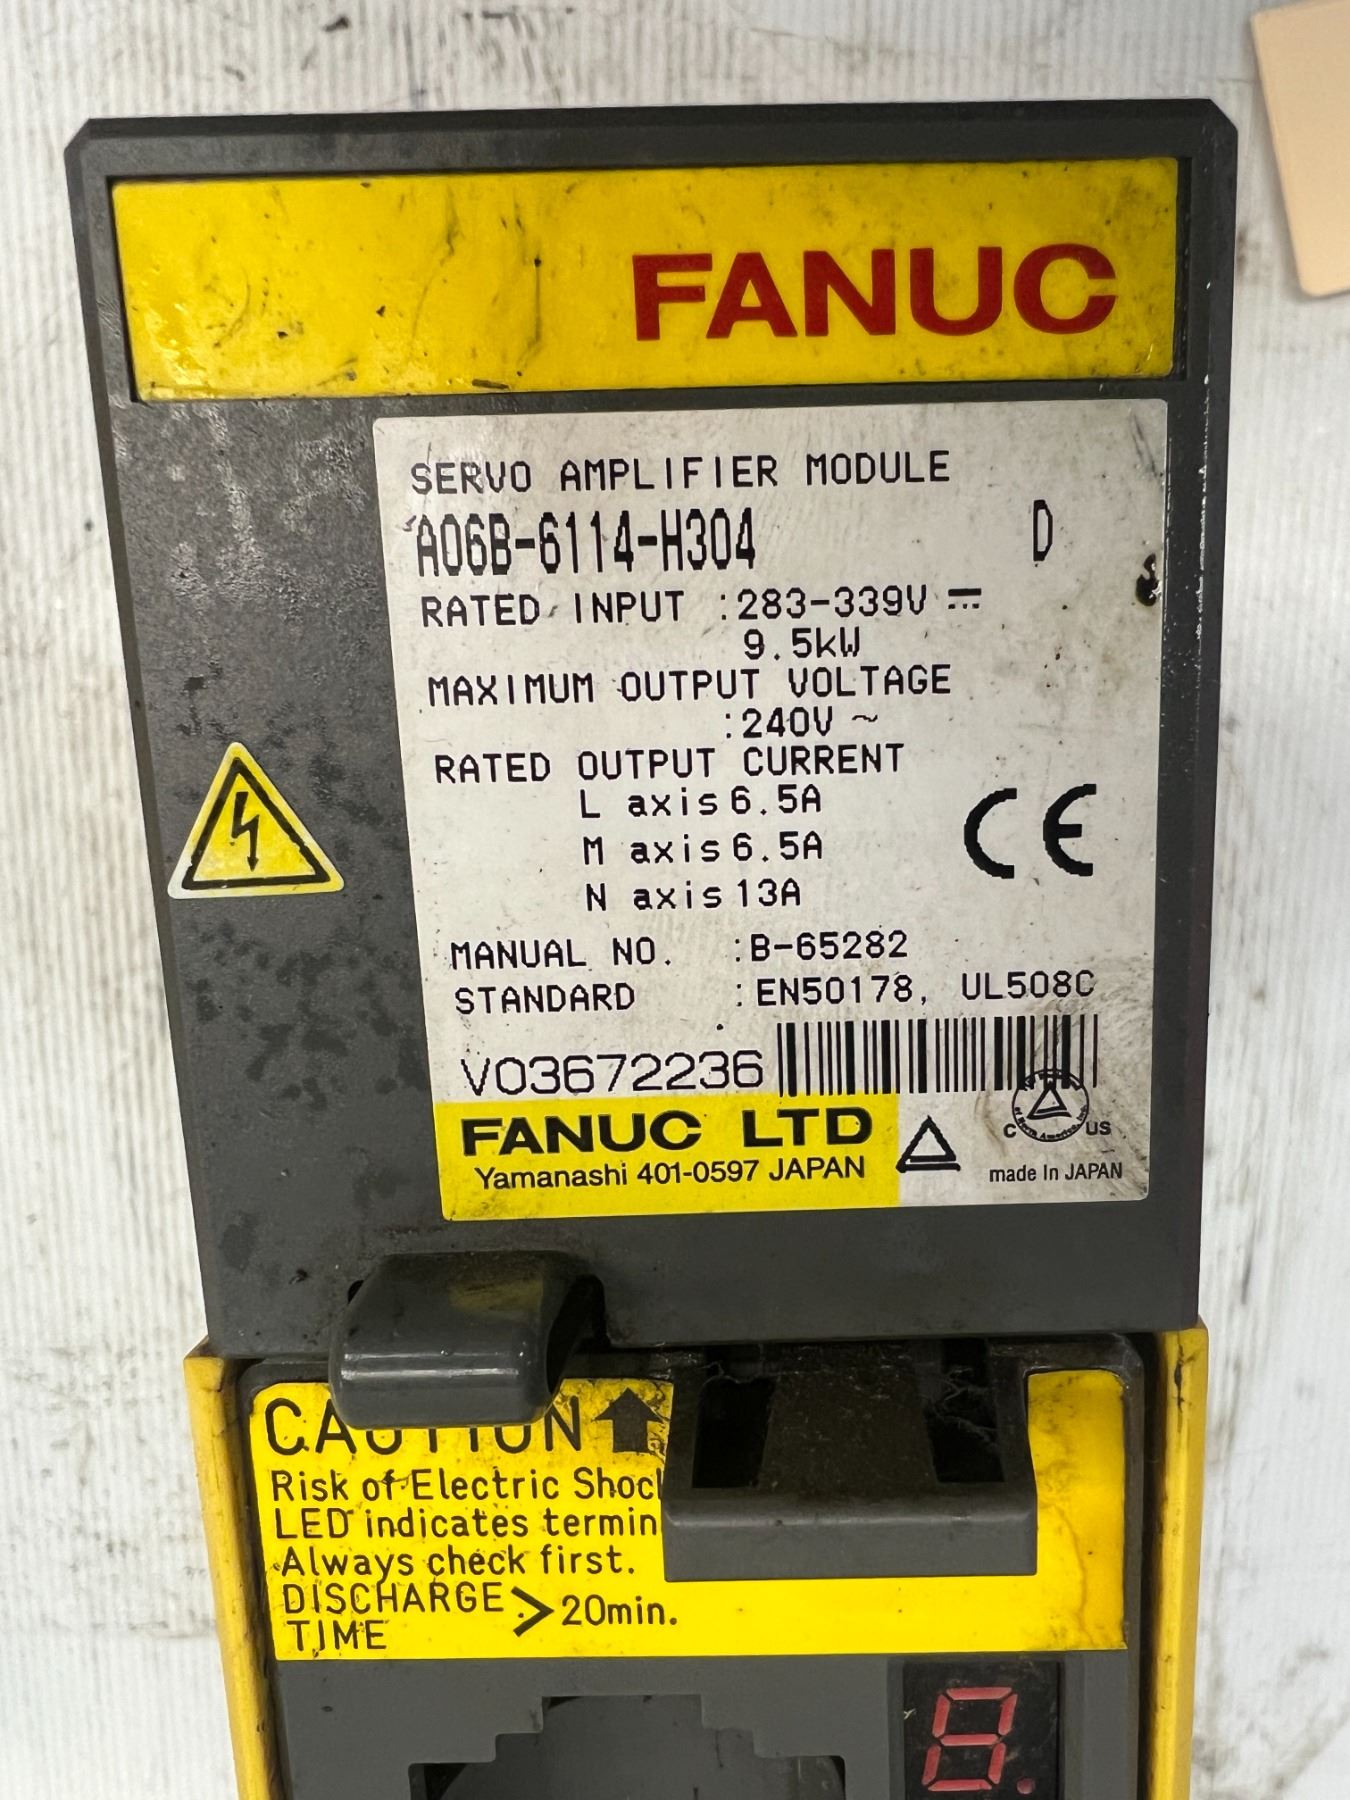 FANUC
SERVO AMPLIFIER MODULE
A06B-6114-H304 D
RATED INPUT :283-339V ⎓
9.5kW
MAXIMUM OUTPUT VOLTAGE
:240V ~
RATED OUTPUT CURRENT
L axis 6.5A
M axis 6.5A
N axis 13A
CE
MANUAL NO. :B-65282
STANDARD :EN50178, UL508C
V03672236
FANUC LTD
Yamanashi 401-0597 JAPAN
C US
made In JAPAN
CAUTION
Risk of Electric Shoc
LED indicates termin
Always check first.
DISCHARGE TIME > 20min.
8.